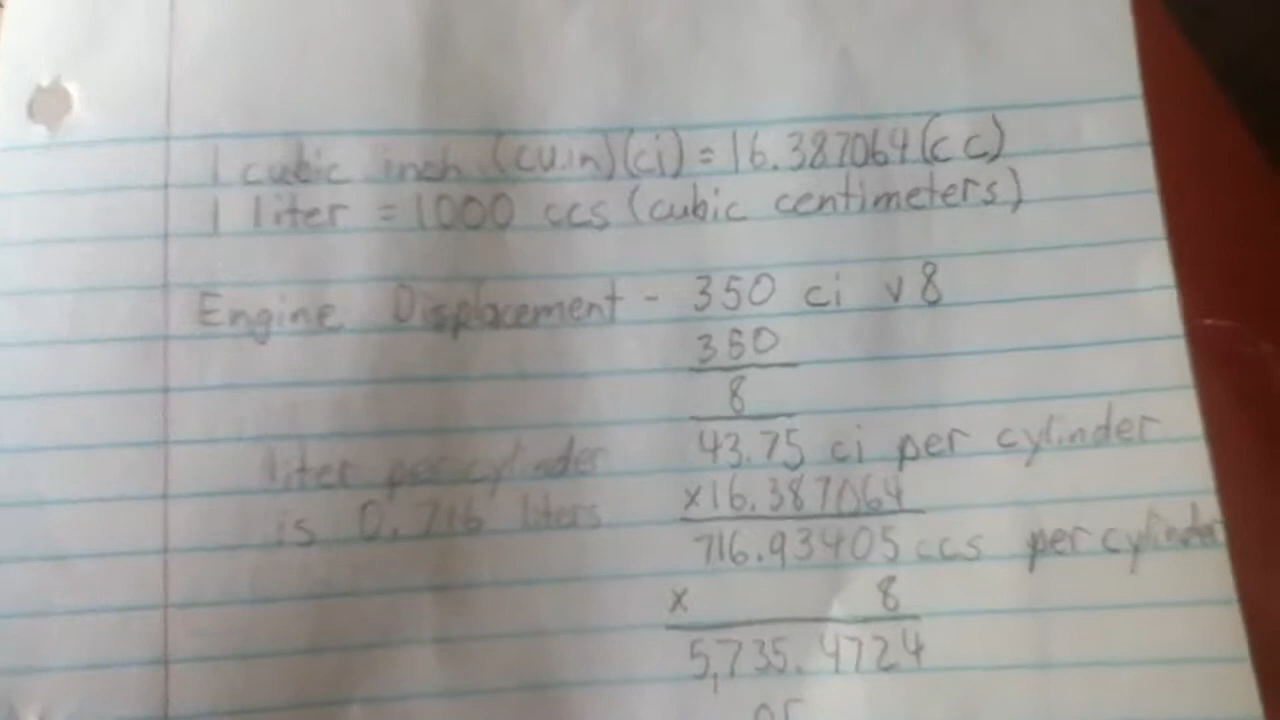 1 cubic inch (cu.in)(ci) = 16.387064(cc)
1 liter = 1000 ccs (cubic centimeters)
Engine Displacement - 350 ci v8
350
8
43.75 ci per cylinder
liter per cylinder
x16.387064
is 0.716 liters
716.93405 ccs per cylinder
x 8
5,735.4724
or